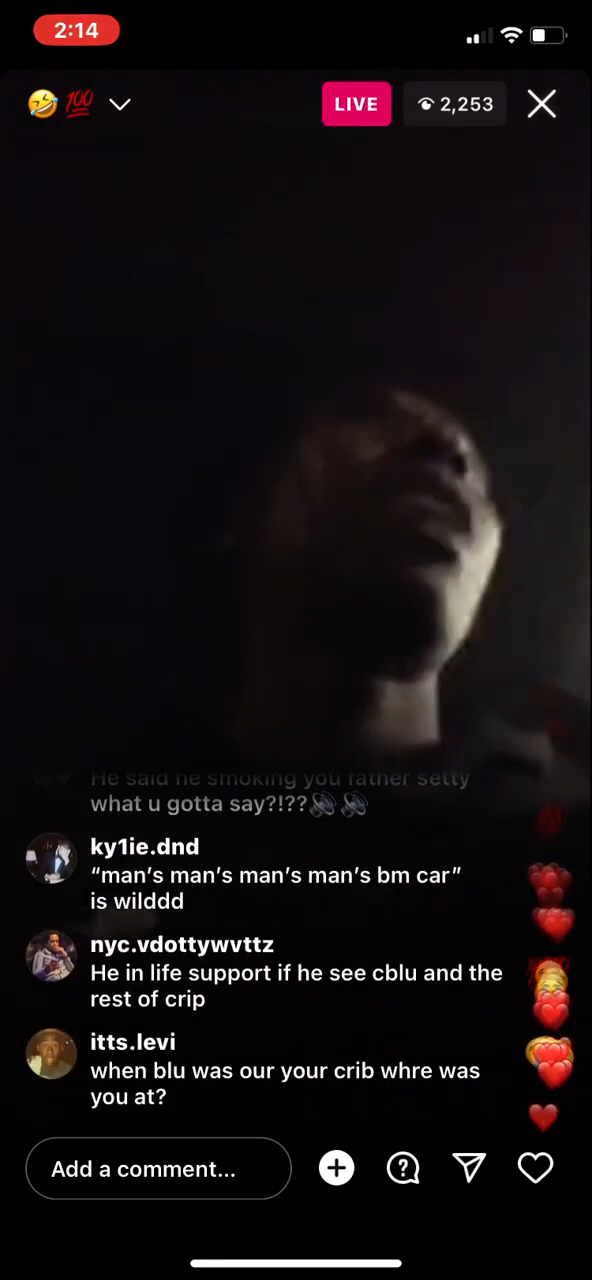 2:14
🤣 💯
LIVE
2,253
He said he smoking you father setty
what u gotta say?!??🔊🔊
ky1ie.dnd
“man’s man’s man’s man’s bm car”
is wilddd
nyc.vdottywvttz
He in life support if he see cblu and the
rest of crip
itts.levi
when blu was our your crib whre was
you at?
Add a comment...